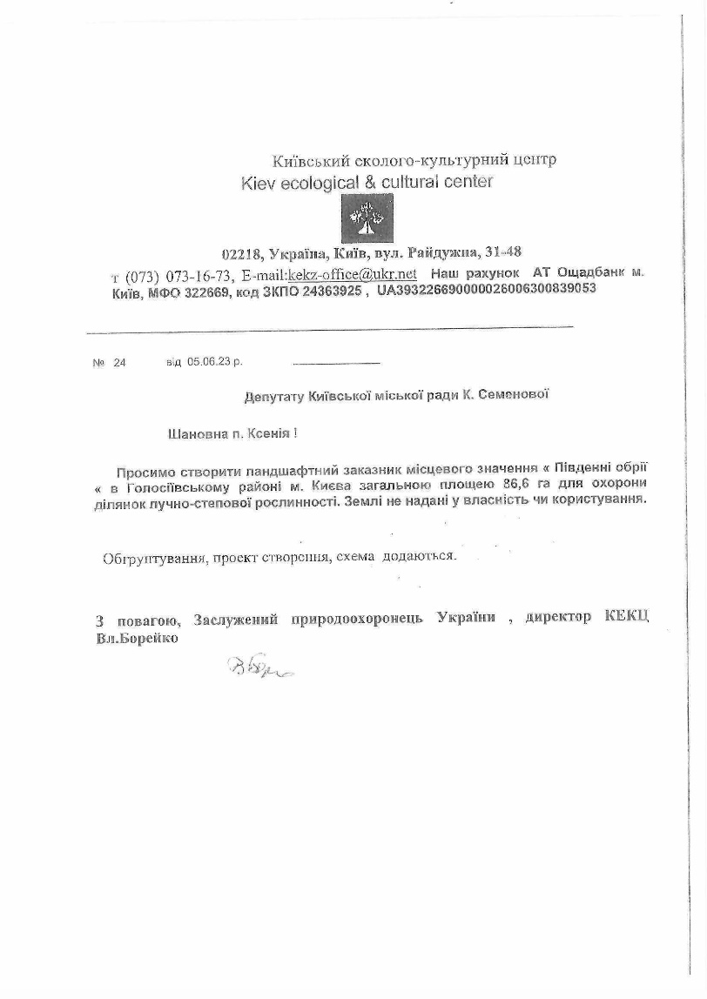 Київський еколого-культурний центр
Kiev ecological & cultural center
02218, Україна, Київ, вул. Райдужна, 31-48
т (073) 073-16-73, E-mail:kekz-office@ukr.net Наш рахунок АТ Ощадбанк м.
Київ, МФО 322669, код ЗКПО 24363925 , UA393226690000026006300839053
№ 24 від 05.06.23 р.
Депутату Київської міської ради К. Семенової
Шановна п. Ксенія !
Просимо створити ландшафтний заказник місцевого значення « Південні обрії
« в Голосіївському районі м. Києва загальною площею 86,6 га для охорони
ділянок лучно-степової рослинності. Землі не надані у власність чи користування.
Обґрунтування, проект створення, схема додаються.
З повагою, Заслужений природоохоронець України , директор КЕКЦ
Вл.Борейко